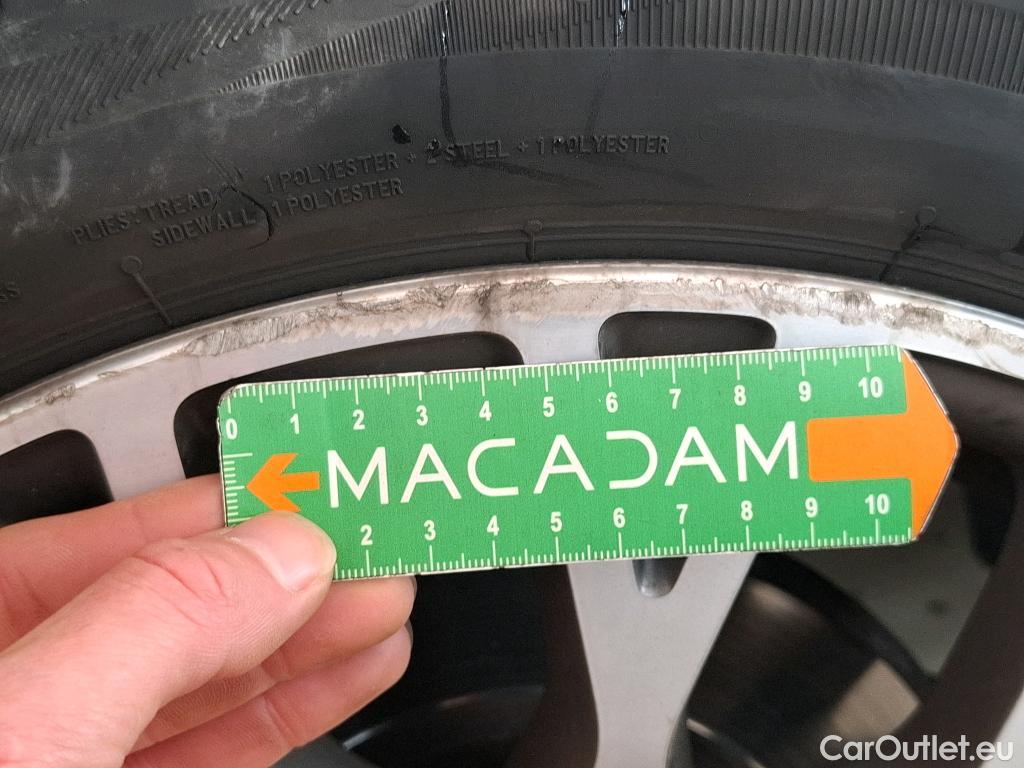 PLIES: TREAD 1 POLYESTER + 2 STEEL + 1 POLYESTER
SIDEWALL 1 POLYESTER
SS
0 1 2 3 4 5 6 7 8 9 10
MACADAM
2 3 4 5 6 7 8 9 10
CarOutlet.eu